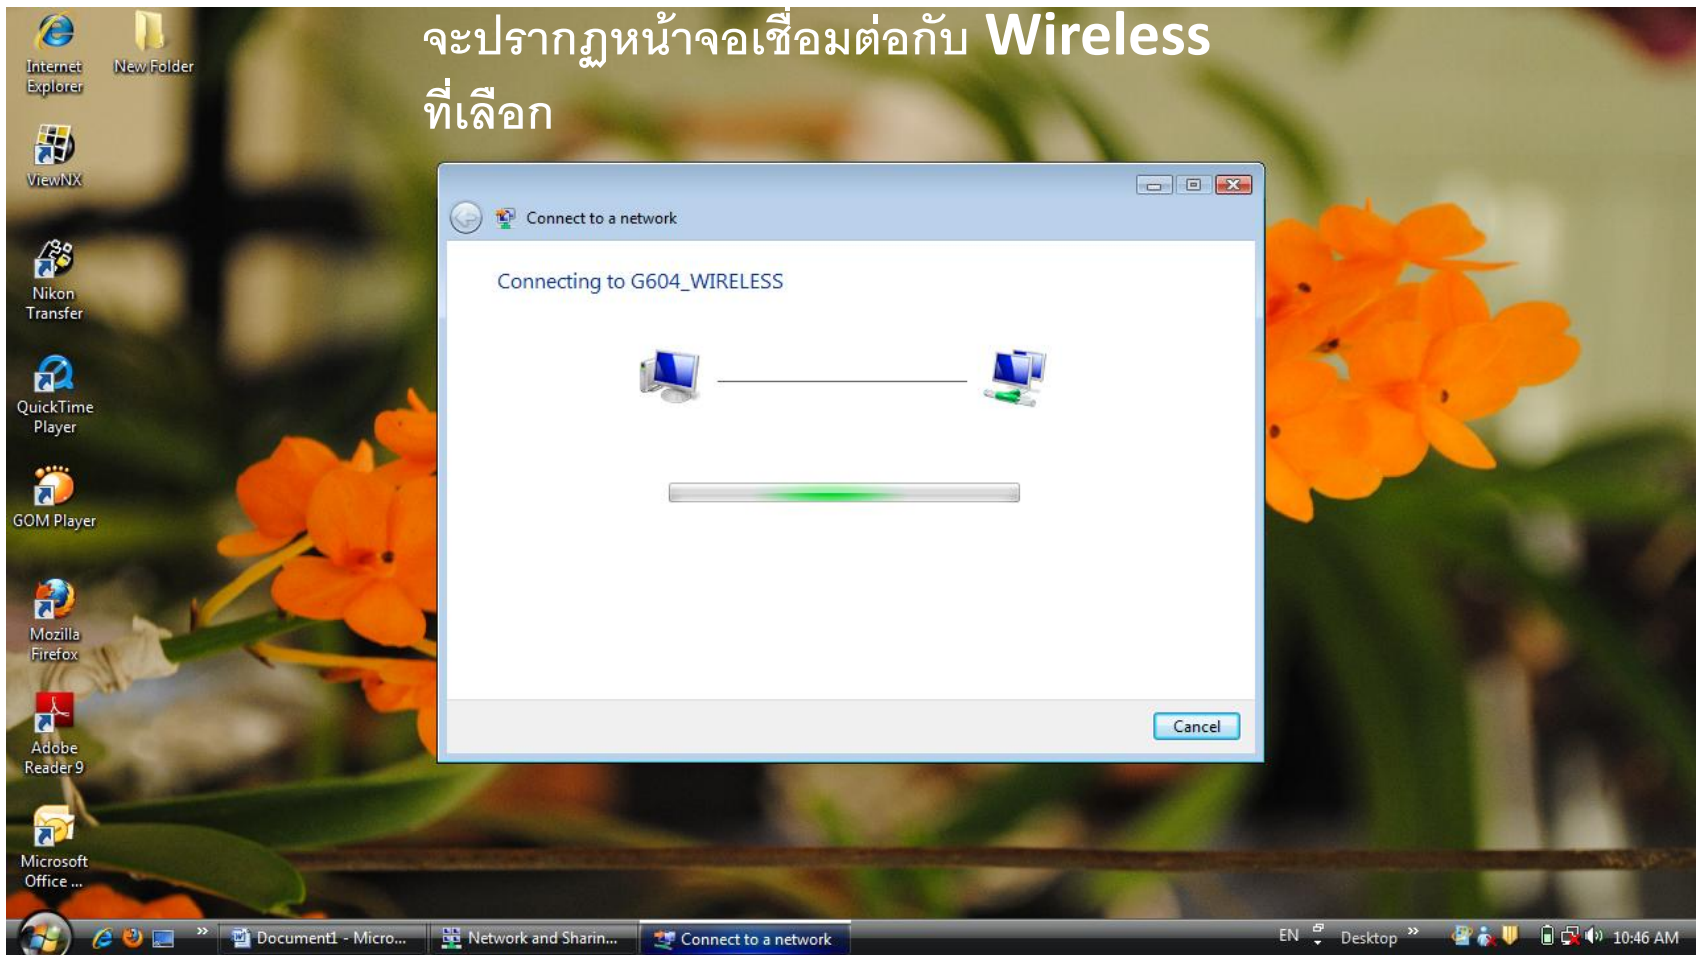 จะปรากฏหน้าจอเชื่อมต่อกับ Wireless
ที่เลือก
Internet
Explorer
New Folder
ViewNX
Nikon
Transfer
QuickTime
Player
GOM Player
Mozilla
Firefox
Adobe
Reader 9
Microsoft
Office ...
Connect to a network
Connecting to G604_WIRELESS
Cancel
Document1 - Micro...
Network and Sharin...
Connect to a network
EN
Desktop
10:46 AM